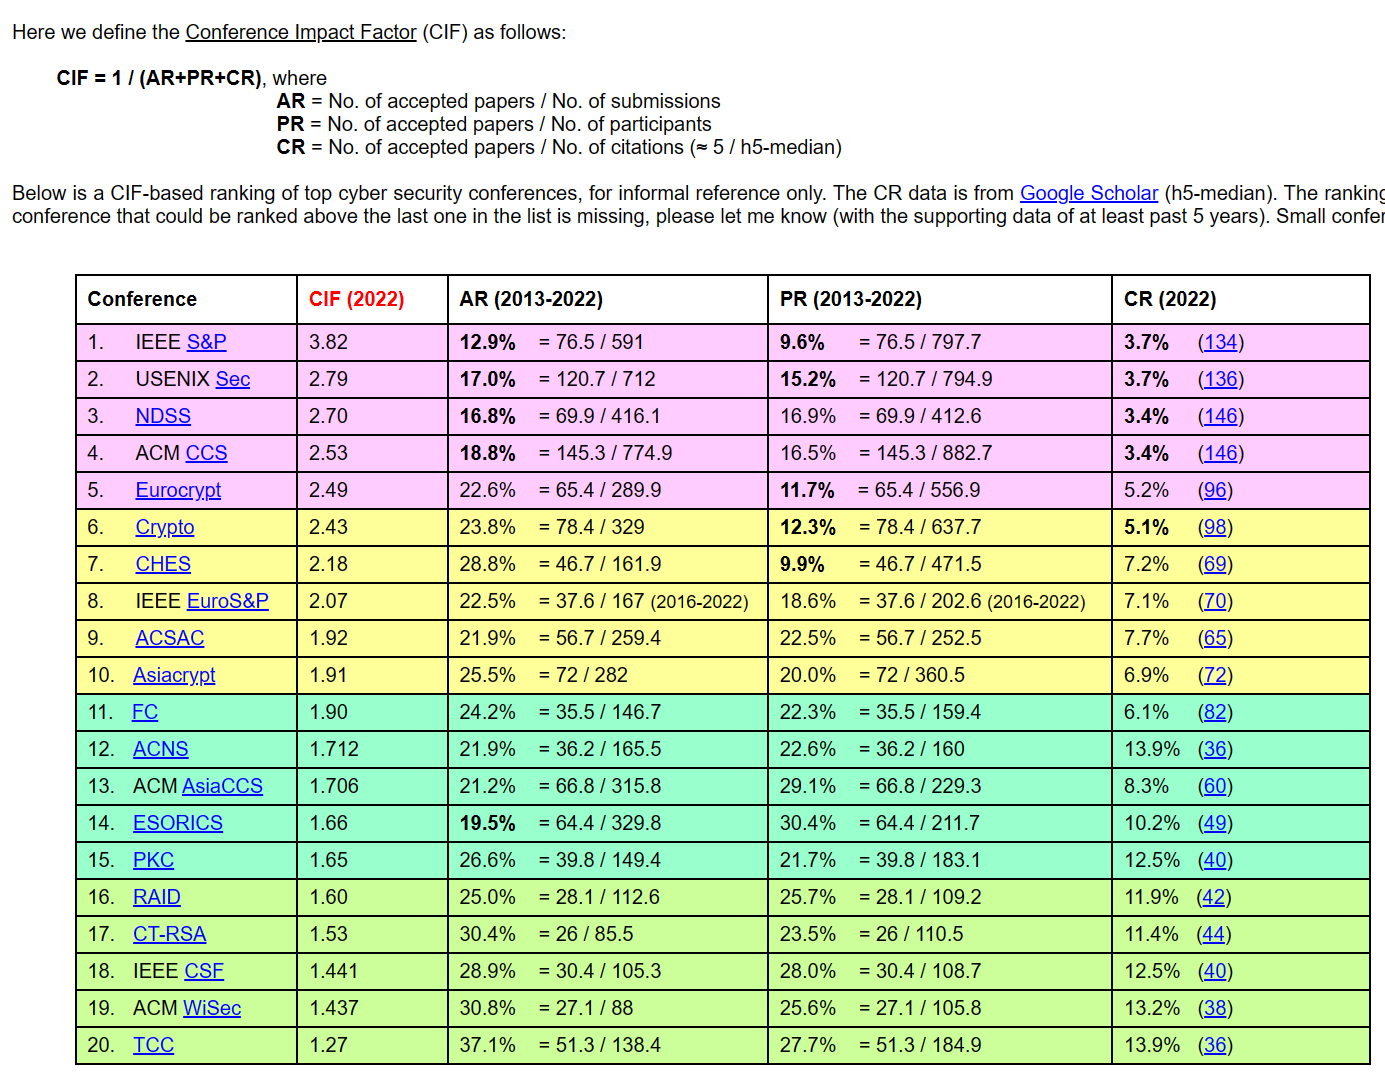 Here we define the Conference Impact Factor (CIF) as follows:
CIF = 1 / (AR+PR+CR), where
AR = No. of accepted papers / No. of submissions
PR = No. of accepted papers / No. of participants
CR = No. of accepted papers / No. of citations (≈ 5 / h5-median)
Below is a CIF-based ranking of top cyber security conferences, for informal reference only. The CR data is from Google Scholar (h5-median). The ranking
conference that could be ranked above the last one in the list is missing, please let me know (with the supporting data of at least past 5 years). Small
Conference CIF (2022) AR (2013-2022) PR (2013-2022) CR (2022)
1. IEEE S&P 3.82 12.9% = 76.5 / 591 9.6% = 76.5 / 797.7 3.7% (134)
2. USENIX Sec 2.79 17.0% = 120.7 / 712 15.2% = 120.7 / 794.9 3.7% (136)
3. NDSS 2.70 16.8% = 69.9 / 416.1 16.9% = 69.9 / 412.6 3.4% (146)
4. ACM CCS 2.53 18.8% = 145.3 / 774.9 16.5% = 145.3 / 882.7 3.4% (146)
5. Eurocrypt 2.49 22.6% = 65.4 / 289.9 11.7% = 65.4 / 556.9 5.2% (96)
6. Crypto 2.43 23.8% = 78.4 / 329 12.3% = 78.4 / 637.7 5.1% (98)
7. CHES 2.18 28.8% = 46.7 / 161.9 9.9% = 46.7 / 471.5 7.2% (69)
8. IEEE EuroS&P 2.07 22.5% = 37.6 / 167 (2016-2022) 18.6% = 37.6 / 202.6 (2016-2022) 7.1% (70)
9. ACSAC 1.92 21.9% = 56.7 / 259.4 22.5% = 56.7 / 252.5 7.7% (65)
10. Asiacrypt 1.91 25.5% = 72 / 282 20.0% = 72 / 360.5 6.9% (72)
11. FC 1.90 24.2% = 35.5 / 146.7 22.3% = 35.5 / 159.4 6.1% (82)
12. ACNS 1.712 21.9% = 36.2 / 165.5 22.6% = 36.2 / 160 13.9% (36)
13. ACM AsiaCCS 1.706 21.2% = 66.8 / 315.8 29.1% = 66.8 / 229.3 8.3% (60)
14. ESORICS 1.66 19.5% = 64.4 / 329.8 30.4% = 64.4 / 211.7 10.2% (49)
15. PKC 1.65 26.6% = 39.8 / 149.4 21.7% = 39.8 / 183.1 12.5% (40)
16. RAID 1.60 25.0% = 28.1 / 112.6 25.7% = 28.1 / 109.2 11.9% (42)
17. CT-RSA 1.53 30.4% = 26 / 85.5 23.5% = 26 / 110.5 11.4% (44)
18. IEEE CSF 1.441 28.9% = 30.4 / 105.3 28.0% = 30.4 / 108.7 12.5% (40)
19. ACM WiSec 1.437 30.8% = 27.1 / 88 25.6% = 27.1 / 105.8 13.2% (38)
20. TCC 1.27 37.1% = 51.3 / 138.4 27.7% = 51.3 / 184.9 13.9% (36)